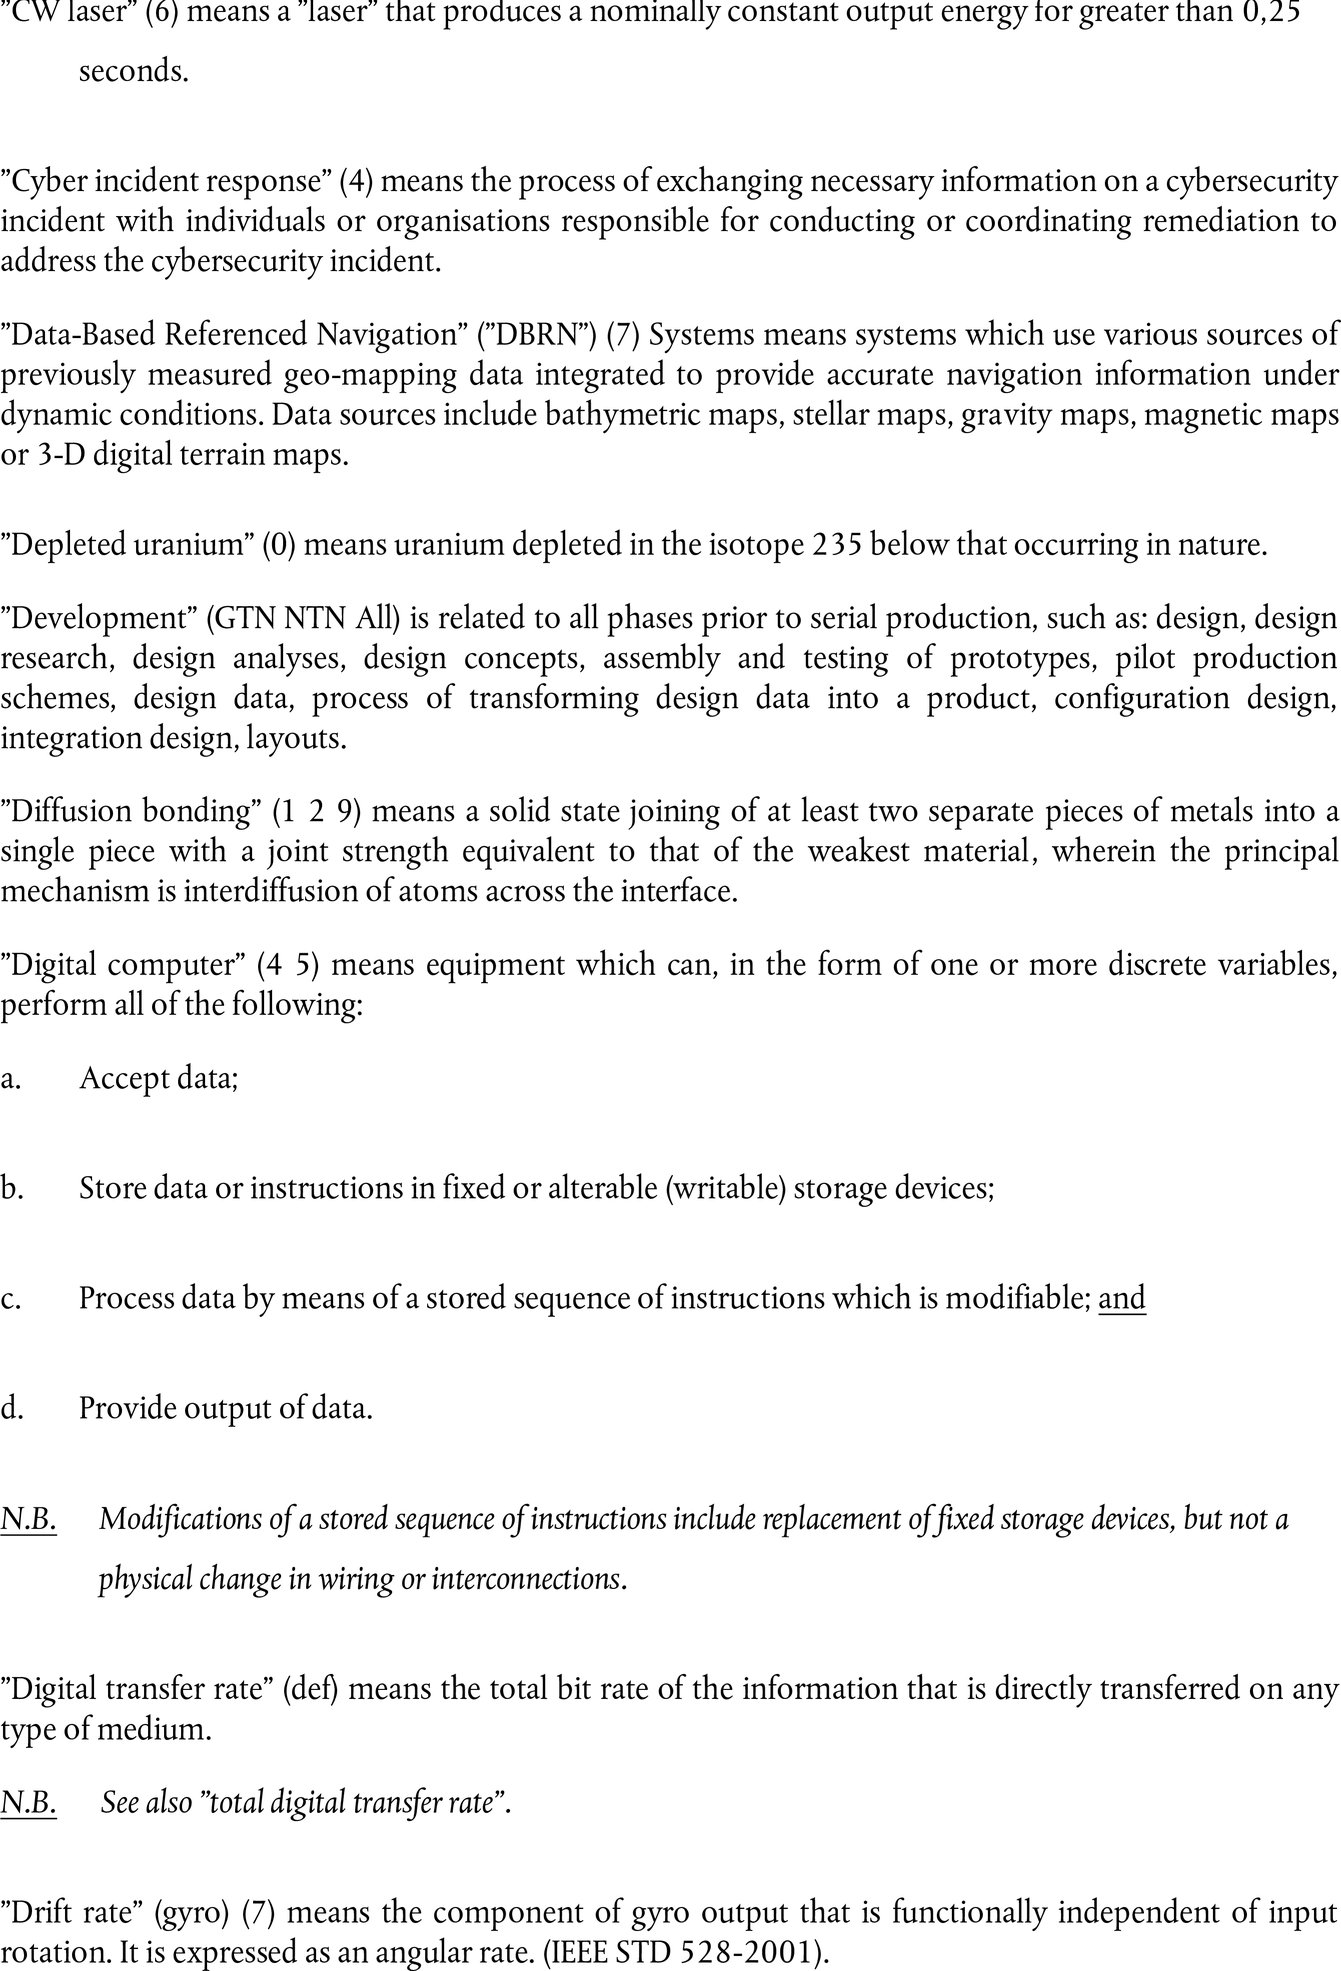 ”CW laser” (6) means a ”laser” that produces a nominally constant output energy for greater than 0,25
seconds.
”Cyber incident response” (4) means the process of exchanging necessary information on a cybersecurity
incident with individuals or organisations responsible for conducting or coordinating remediation to
address the cybersecurity incident.
”Data-Based Referenced Navigation” (”DBRN”) (7) Systems means systems which use various sources of
previously measured geo-mapping data integrated to provide accurate navigation information under
dynamic conditions. Data sources include bathymetric maps, stellar maps, gravity maps, magnetic maps
or 3-D digital terrain maps.
”Depleted uranium” (0) means uranium depleted in the isotope 235 below that occurring in nature.
”Development” (GTN NTN All) is related to all phases prior to serial production, such as: design, design
research, design analyses, design concepts, assembly and testing of prototypes, pilot production
schemes, design data, process of transforming design data into a product, configuration design,
integration design, layouts.
”Diffusion bonding” (1 2 9) means a solid state joining of at least two separate pieces of metals into a
single piece with a joint strength equivalent to that of the weakest material, wherein the principal
mechanism is interdiffusion of atoms across the interface.
”Digital computer” (4 5) means equipment which can, in the form of one or more discrete variables,
perform all of the following:
a. Accept data;
b. Store data or instructions in fixed or alterable (writable) storage devices;
c. Process data by means of a stored sequence of instructions which is modifiable; and
d. Provide output of data.
N.B. Modifications of a stored sequence of instructions include replacement of fixed storage devices, but not a
physical change in wiring or interconnections.
”Digital transfer rate” (def) means the total bit rate of the information that is directly transferred on any
type of medium.
N.B. See also ”total digital transfer rate”.
”Drift rate” (gyro) (7) means the component of gyro output that is functionally independent of input
rotation. It is expressed as an angular rate. (IEEE STD 528-2001).